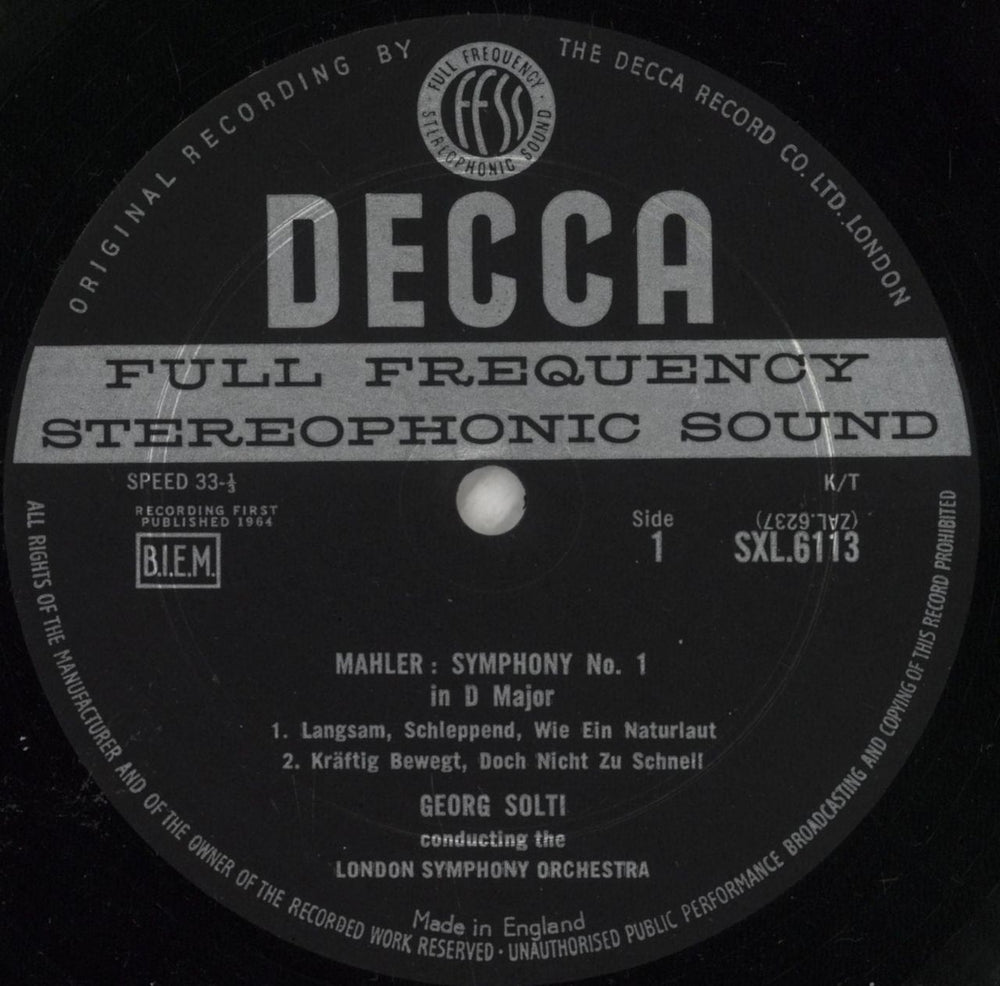 ORIGINAL RECORDING BY THE DECCA RECORD CO. LTD. LONDON
FULL FREQUENCY · STEREOPHONIC SOUND ·
FFSS
DECCA
FULL FREQUENCY
STEREOPHONIC SOUND
SPEED 33-⅓
K/T
RECORDING FIRST
PUBLISHED 1964
B.I.E.M.
Side
1
(ZAL.6237)
SXL.6113
MAHLER : SYMPHONY No. 1
in D Major
1. Langsam, Schleppend, Wie Ein Naturlaut
2. Kräftig Bewegt, Doch Nicht Zu Schnell
GEORG SOLTI
conducting the
LONDON SYMPHONY ORCHESTRA
Made in England
ALL RIGHTS OF THE MANUFACTURER AND OF THE OWNER OF THE RECORDED WORK RESERVED · UNAUTHORISED PUBLIC PERFORMANCE BROADCASTING AND COPYING OF THIS RECORD PROHIBITED